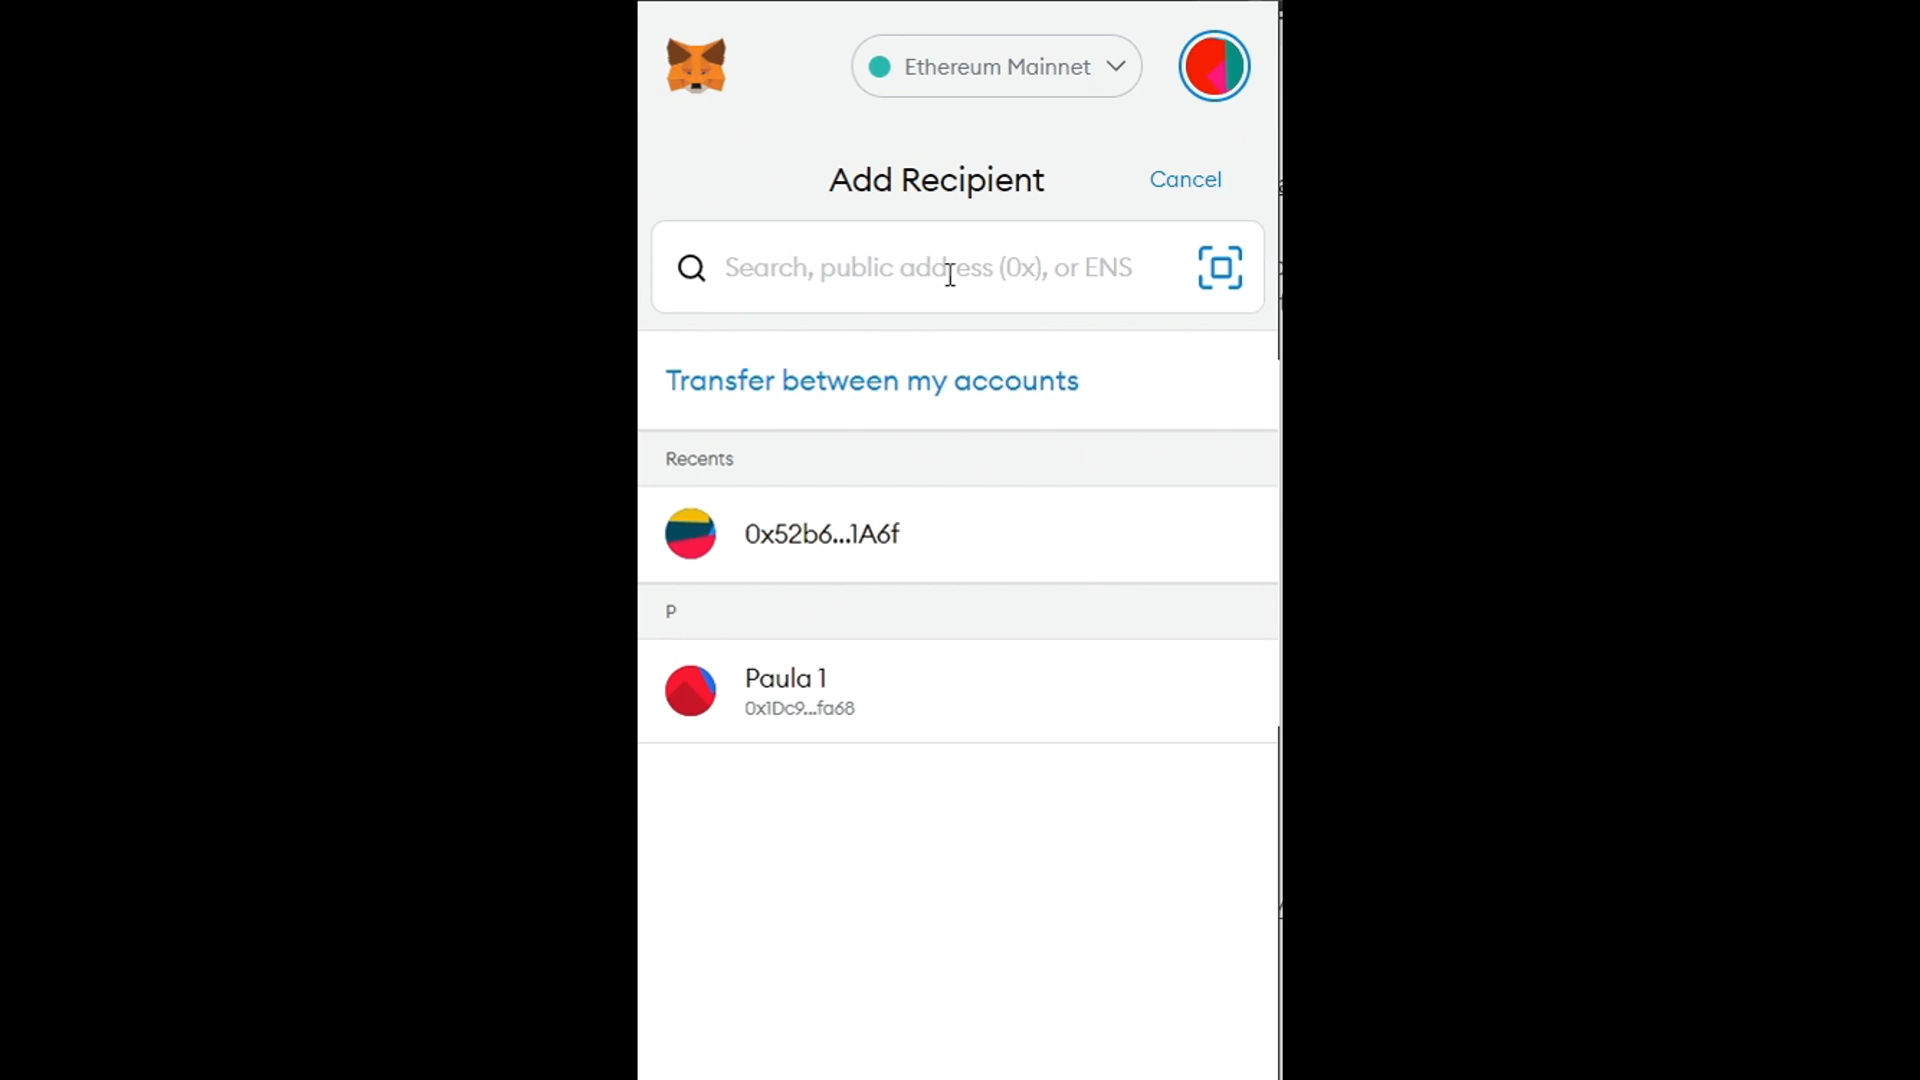 Ethereum Mainnet
Add Recipient
Cancel
Search, public address (0x), or ENS
Transfer between my accounts
Recents
0x52b6...1A6f
P
Paula 1
0x1Dc9...fa68